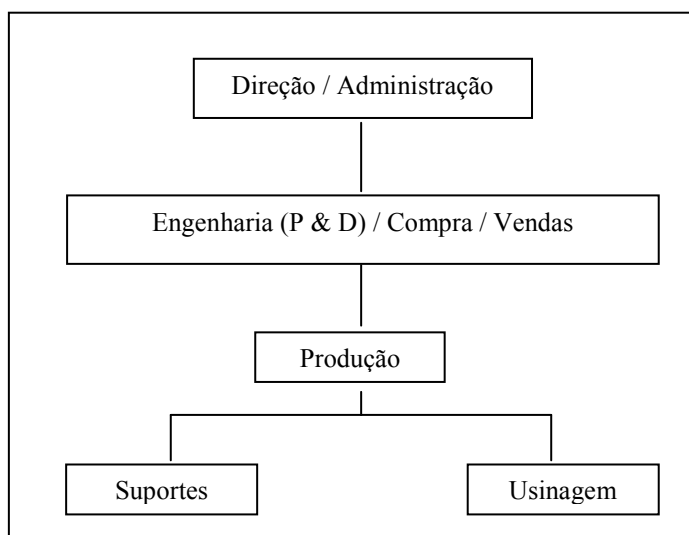 Direção / Administração
Engenharia (P & D) / Compra / Vendas
Produção
Suportes
Usinagem